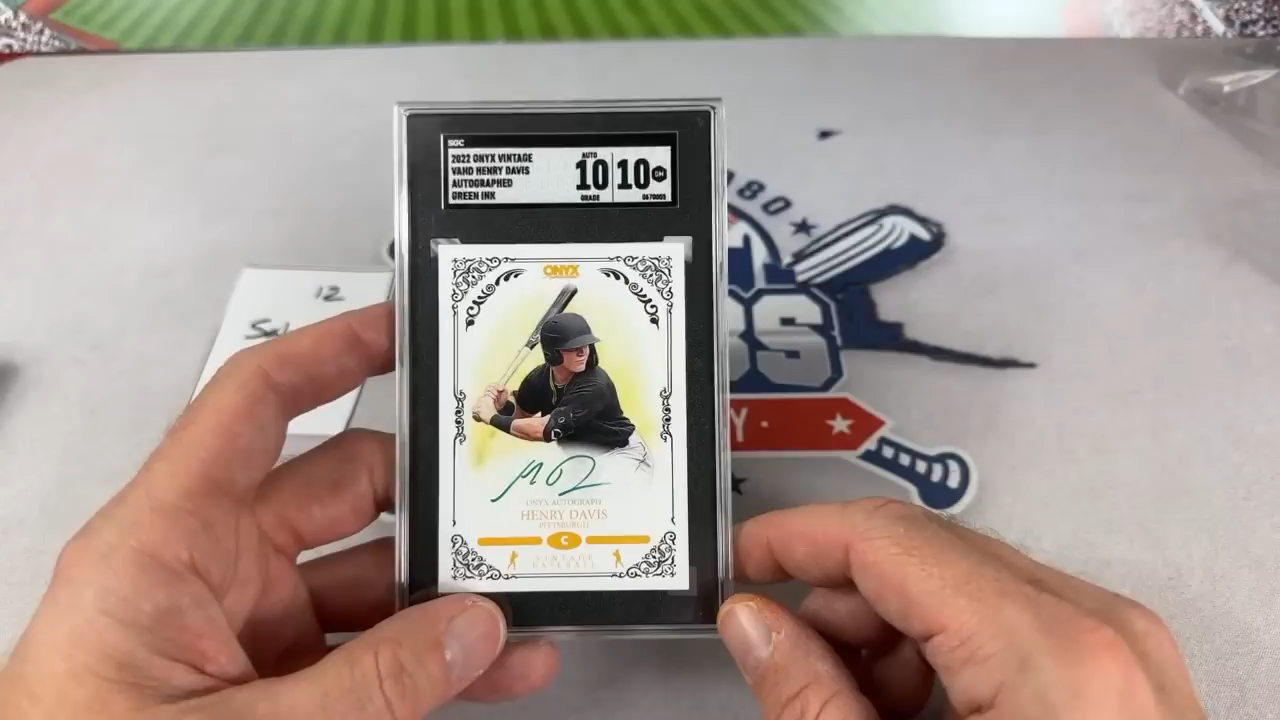 SGC
2022 ONYX VINTAGE
VAHD HENRY DAVIS
AUTOGRAPHED
GREEN INK
AUTO
10
GRADE
10
GM
0670003
ONYX
ONYX AUTOGRAPH
HENRY DAVIS
PITTSBURGH
C
VINTAGE
BASEBALL
12